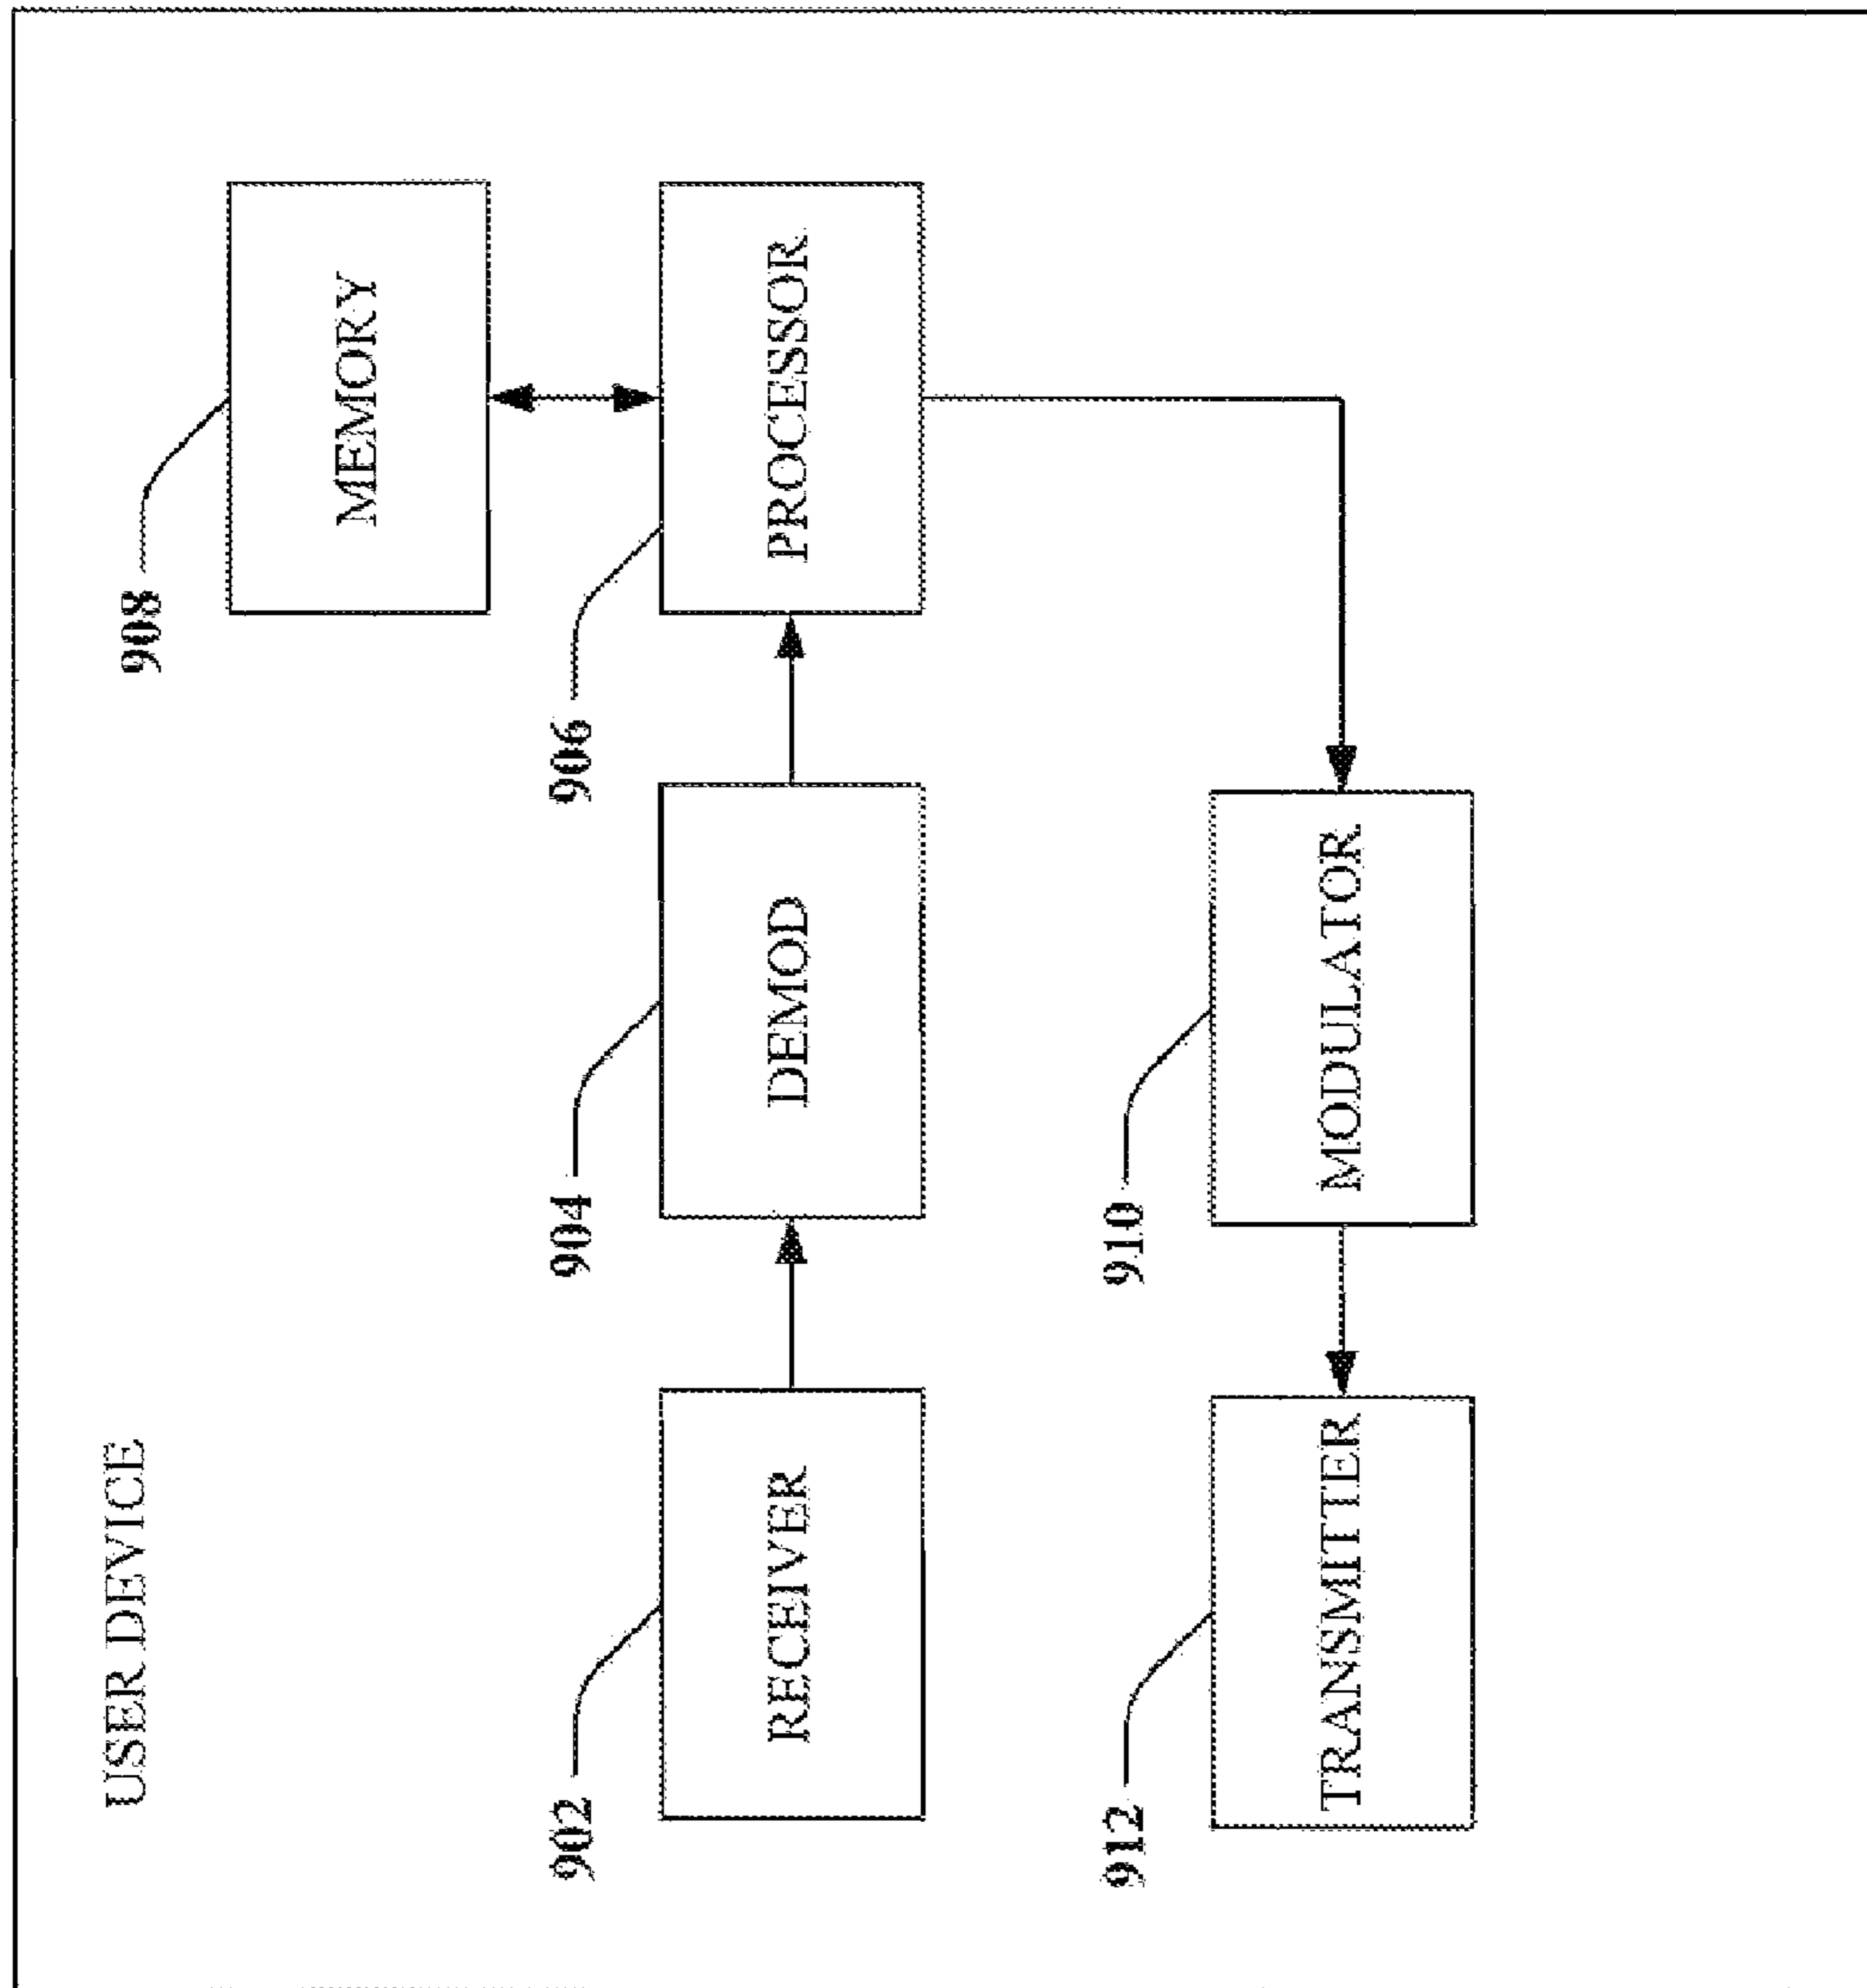 USER DEVICE
908
MEMORY
902
RECEIVER
904
DEMOD
906
PROCESSOR
912
TRANSMITTER
910
MODULATOR